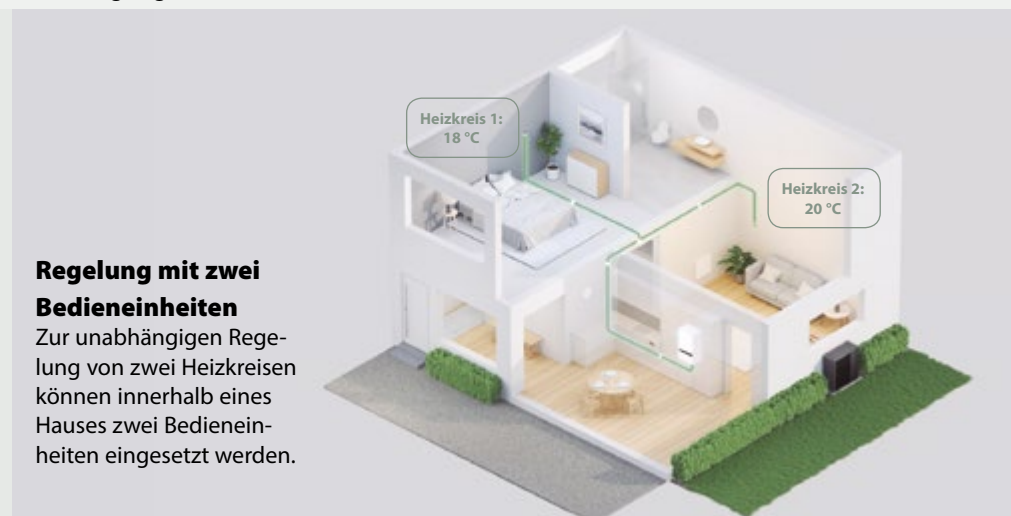 Heizkreis 1:
18 °C
Heizkreis 2:
20 °C
Regelung mit zwei
Bedieneinheiten
Zur unabhängigen Rege-
lung von zwei Heizkreisen
können innerhalb eines
Hauses zwei Bedienein-
heiten eingesetzt werden.